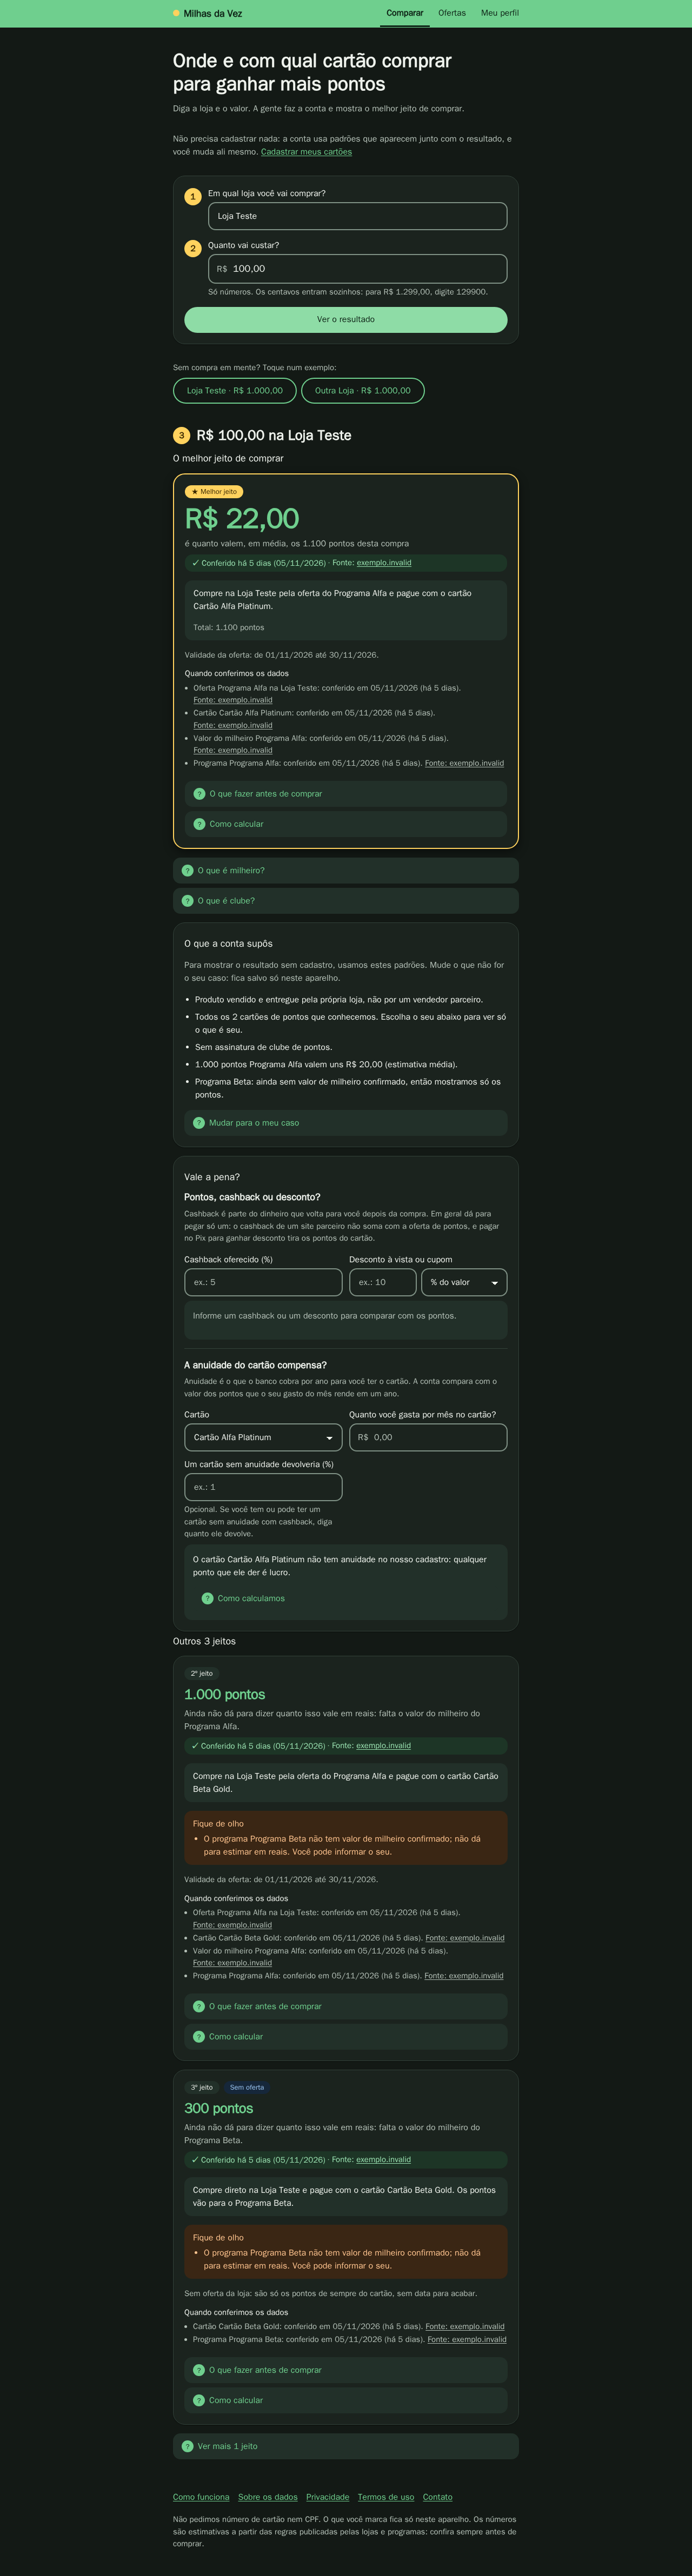 Milhas da Vez
Comparar
Ofertas
Meu perfil
Onde e com qual cartão comprar
para ganhar mais pontos
Diga a loja e o valor. A gente faz a conta e mostra o melhor jeito de comprar.
Não precisa cadastrar nada: a conta usa padrões que aparecem junto com o resultado, e
você muda ali mesmo. Cadastrar meus cartões
1
Em qual loja você vai comprar?
Loja Teste
2
Quanto vai custar?
R$ 100,00
Só números. Os centavos entram sozinhos: para R$ 1.299,00, digite 129900.
Ver o resultado
Sem compra em mente? Toque num exemplo:
Loja Teste · R$ 1.000,00
Outra Loja · R$ 1.000,00
3 R$ 100,00 na Loja Teste
O melhor jeito de comprar
★ Melhor jeito
R$ 22,00
é quanto valem, em média, os 1.100 pontos desta compra
✓ Conferido há 5 dias (05/11/2026) · Fonte: exemplo.invalid
Compre na Loja Teste pela oferta do Programa Alfa e pague com o cartão
Cartão Alfa Platinum.
Total: 1.100 pontos
Validade da oferta: de 01/11/2026 até 30/11/2026.
Quando conferimos os dados
• Oferta Programa Alfa na Loja Teste: conferido em 05/11/2026 (há 5 dias).
Fonte: exemplo.invalid
• Cartão Cartão Alfa Platinum: conferido em 05/11/2026 (há 5 dias).
Fonte: exemplo.invalid
• Valor do milheiro Programa Alfa: conferido em 05/11/2026 (há 5 dias).
Fonte: exemplo.invalid
• Programa Programa Alfa: conferido em 05/11/2026 (há 5 dias). Fonte: exemplo.invalid
? O que fazer antes de comprar
? Como calcular
? O que é milheiro?
? O que é clube?
O que a conta supôs
Para mostrar o resultado sem cadastro, usamos estes padrões. Mude o que não for
o seu caso: fica salvo só neste aparelho.
• Produto vendido e entregue pela própria loja, não por um vendedor parceiro.
• Todos os 2 cartões de pontos que conhecemos. Escolha o seu abaixo para ver só
o que é seu.
• Sem assinatura de clube de pontos.
• 1.000 pontos Programa Alfa valem uns R$ 20,00 (estimativa média).
• Programa Beta: ainda sem valor de milheiro confirmado, então mostramos só os
pontos.
? Mudar para o meu caso
Vale a pena?
Pontos, cashback ou desconto?
Cashback é parte do dinheiro que volta para você depois da compra. Em geral dá para
pegar só um: o cashback de um site parceiro não soma com a oferta de pontos, e pagar
no Pix para ganhar desconto tira os pontos do cartão.
Cashback oferecido (%)
ex.: 5
Desconto à vista ou cupom
ex.: 10
% do valor
Informe um cashback ou um desconto para comparar com os pontos.
A anuidade do cartão compensa?
Anuidade é o que o banco cobra por ano para você ter o cartão. A conta compara com o
valor dos pontos que o seu gasto do mês rende em um ano.
Cartão
Cartão Alfa Platinum
Quanto você gasta por mês no cartão?
R$ 0,00
Um cartão sem anuidade devolveria (%)
ex.: 1
Opcional. Se você tem ou pode ter um
cartão sem anuidade com cashback, diga
quanto ele devolve.
O cartão Cartão Alfa Platinum não tem anuidade no nosso cadastro: qualquer
ponto que ele der é lucro.
? Como calculamos
Outros 3 jeitos
2º jeito
1.000 pontos
Ainda não dá para dizer quanto isso vale em reais: falta o valor do milheiro do
Programa Alfa.
✓ Conferido há 5 dias (05/11/2026) · Fonte: exemplo.invalid
Compre na Loja Teste pela oferta do Programa Alfa e pague com o cartão Cartão
Beta Gold.
Fique de olho
• O programa Programa Beta não tem valor de milheiro confirmado; não dá
para estimar em reais. Você pode informar o seu.
Validade da oferta: de 01/11/2026 até 30/11/2026.
Quando conferimos os dados
• Oferta Programa Alfa na Loja Teste: conferido em 05/11/2026 (há 5 dias).
Fonte: exemplo.invalid
• Cartão Cartão Beta Gold: conferido em 05/11/2026 (há 5 dias). Fonte: exemplo.invalid
• Valor do milheiro Programa Alfa: conferido em 05/11/2026 (há 5 dias).
Fonte: exemplo.invalid
• Programa Programa Alfa: conferido em 05/11/2026 (há 5 dias). Fonte: exemplo.invalid
? O que fazer antes de comprar
? Como calcular
3º jeito
Sem oferta
300 pontos
Ainda não dá para dizer quanto isso vale em reais: falta o valor do milheiro do
Programa Beta.
✓ Conferido há 5 dias (05/11/2026) · Fonte: exemplo.invalid
Compre direto na Loja Teste e pague com o cartão Cartão Beta Gold. Os pontos
vão para o Programa Beta.
Fique de olho
• O programa Programa Beta não tem valor de milheiro confirmado; não dá
para estimar em reais. Você pode informar o seu.
Sem oferta da loja: são só os pontos de sempre do cartão, sem data para acabar.
Quando conferimos os dados
• Cartão Cartão Beta Gold: conferido em 05/11/2026 (há 5 dias). Fonte: exemplo.invalid
• Programa Programa Beta: conferido em 05/11/2026 (há 5 dias). Fonte: exemplo.invalid
? O que fazer antes de comprar
? Como calcular
? Ver mais 1 jeito
Como funciona
Sobre os dados
Privacidade
Termos de uso
Contato
Não pedimos número de cartão nem CPF. O que você marca fica só neste aparelho. Os números
são estimativas a partir das regras publicadas pelas lojas e programas: confira sempre antes de
comprar.